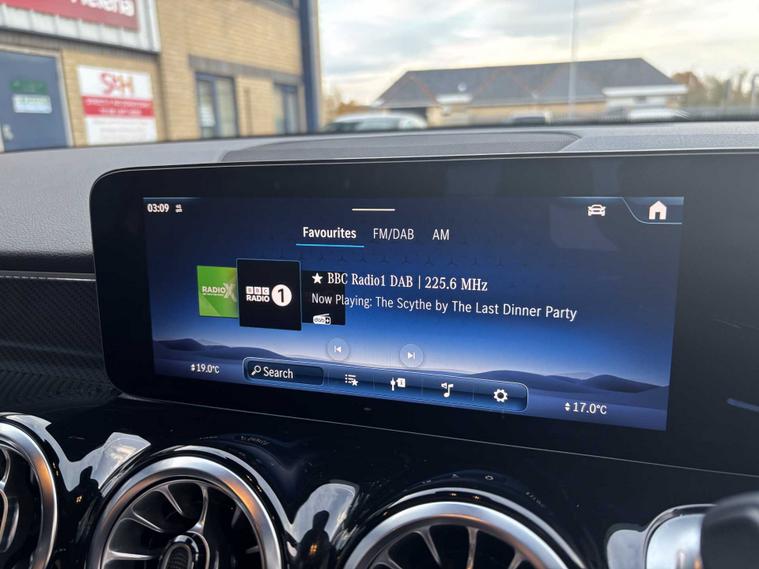 Helena
S&H
03:09
Favourites FM/DAB AM
RADIO X
BBC
RADIO 1
★ BBC Radio1 DAB | 225.6 MHz
Now Playing: The Scythe by The Last Dinner Party
19.0°C
Search
17.0°C